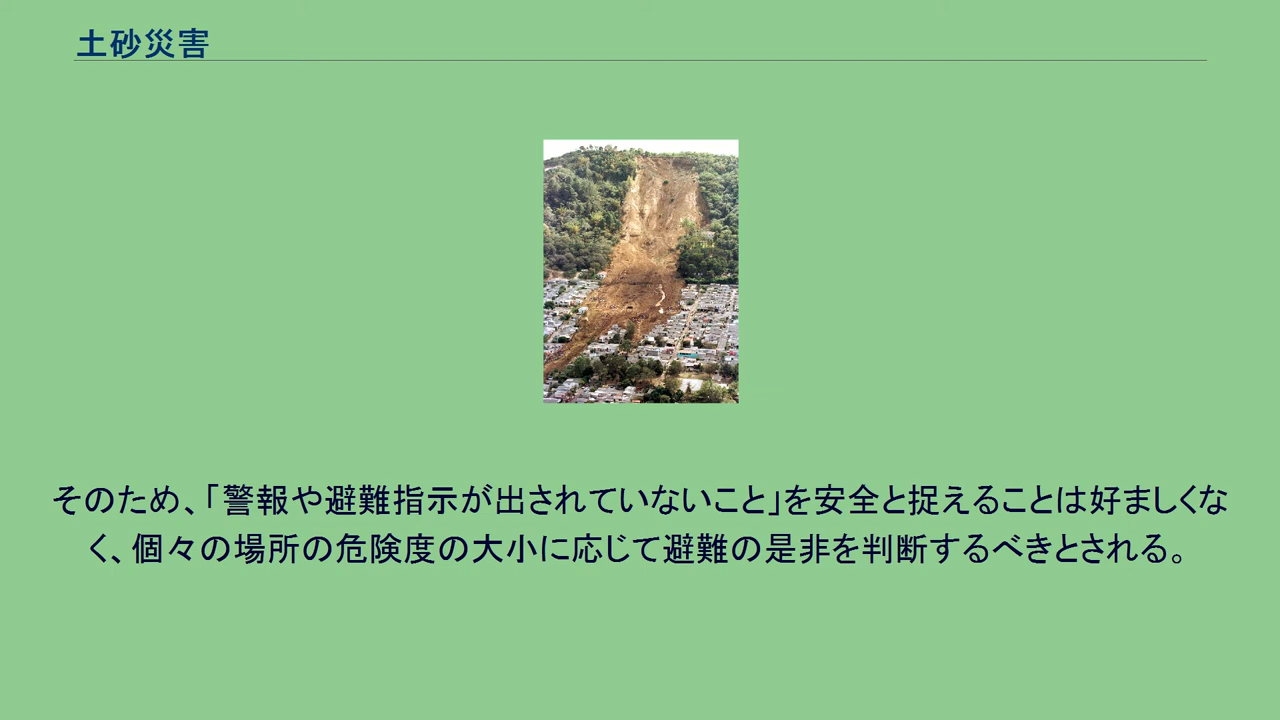 土砂災害
そのため、「警報や避難指示が出されていないこと」を安全と捉えることは好ましくな
く、個々の場所の危険度の大小に応じて避難の是非を判断するべきとされる。